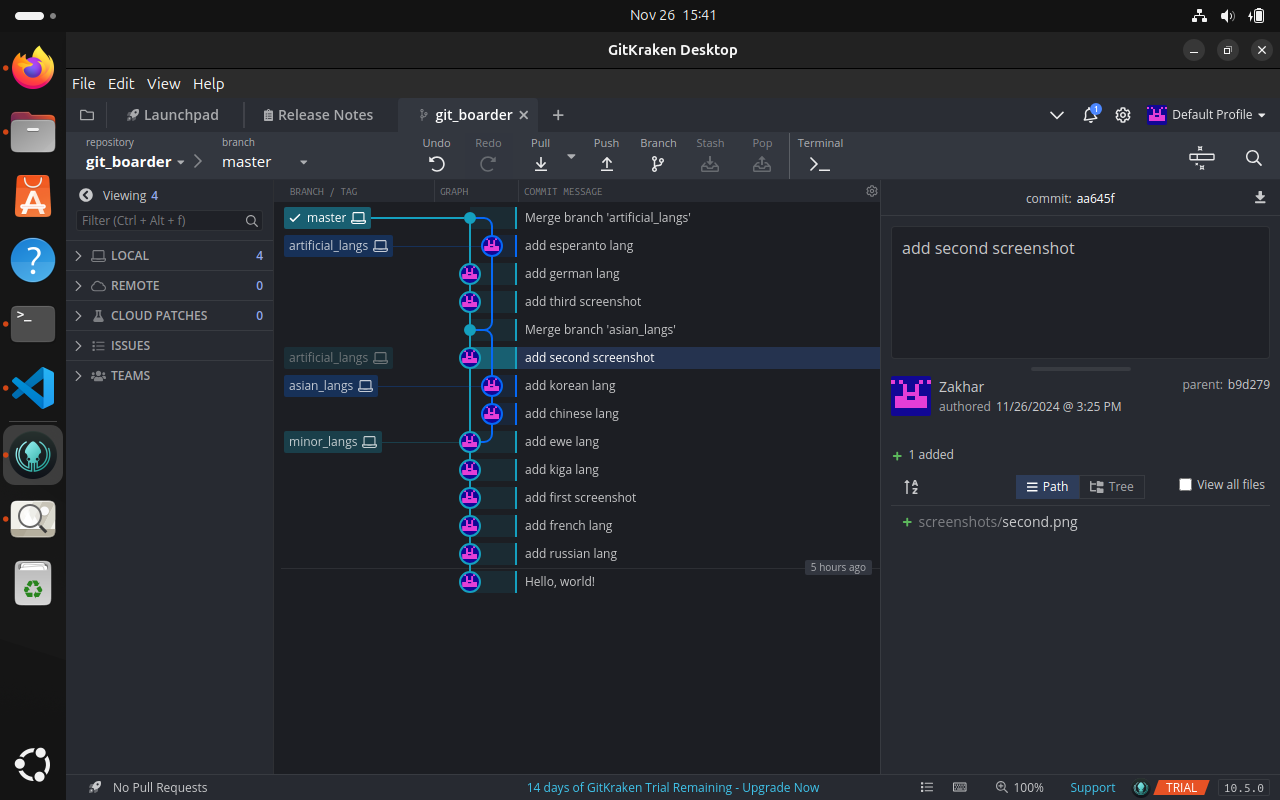 Nov 26 15:41
GitKraken Desktop
File Edit View Help
Launchpad
Release Notes
git_boarder
1
Default Profile
repository
git_boarder
branch
master
Undo
Redo
Pull
Push
Branch
Stash
Pop
Terminal
Viewing 4
Filter (Ctrl + Alt + f)
LOCAL 4
REMOTE 0
CLOUD PATCHES 0
ISSUES
TEAMS
BRANCH / TAG GRAPH COMMIT MESSAGE
master Merge branch 'artificial_langs'
artificial_langs add esperanto lang
add german lang
add third screenshot
Merge branch 'asian_langs'
artificial_langs add second screenshot
asian_langs add korean lang
add chinese lang
minor_langs add ewe lang
add kiga lang
add first screenshot
add french lang
add russian lang
5 hours ago
Hello, world!
commit: aa645f
add second screenshot
Zakhar
authored 11/26/2024 @ 3:25 PM
parent: b9d279
1 added
A
Z
Path
Tree
View all files
screenshots/second.png
No Pull Requests
14 days of GitKraken Trial Remaining - Upgrade Now
100%
Support
TRIAL
10.5.0